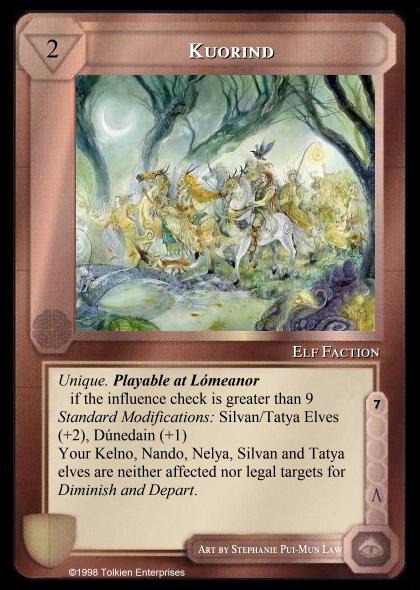 2
KUORIND
ELF FACTION
Unique. Playable at Lómeanor
if the influence check is greater than 9
Standard Modifications: Silvan/Tatya Elves
(+2), Dúnedain (+1)
Your Kelno, Nando, Nelya, Silvan and Tatya
elves are neither affected nor legal targets for
Diminish and Depart.
7
ART BY STEPHANIE PUI-MUN LAW
©1998 Tolkien Enterprises